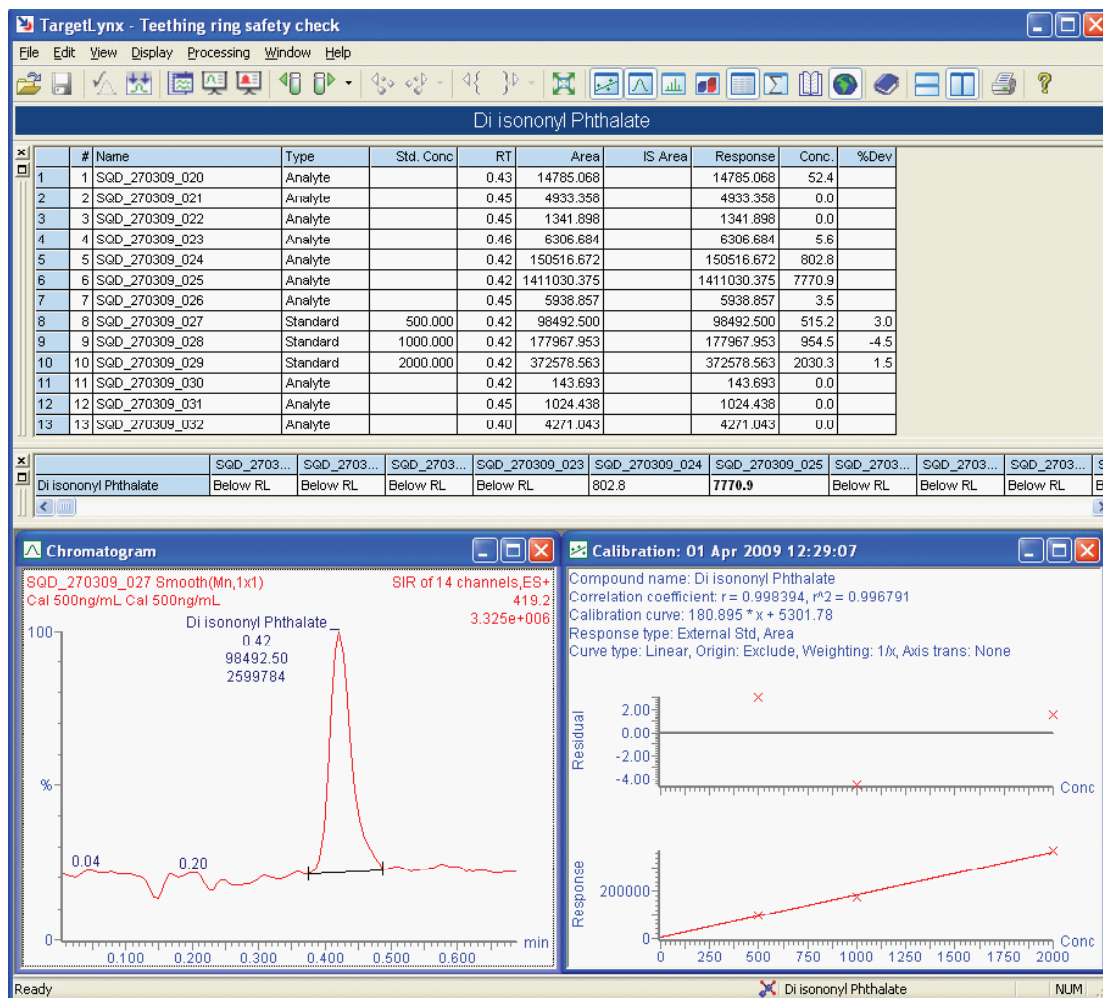 TargetLynx - Teething ring safety check
File Edit View Display Processing Window Help
Di isononyl Phthalate
# Name Type Std. Conc RT Area IS Area Response Conc. %Dev
1 1 SQD_270309_020 Analyte 0.43 14785.068 14785.068 52.4
2 2 SQD_270309_021 Analyte 0.45 4933.358 4933.358 0.0
3 3 SQD_270309_022 Analyte 0.45 1341.898 1341.898 0.0
4 4 SQD_270309_023 Analyte 0.46 6306.684 6306.684 5.6
5 5 SQD_270309_024 Analyte 0.42 150516.672 150516.672 802.8
6 6 SQD_270309_025 Analyte 0.42 1411030.375 1411030.375 7770.9
7 7 SQD_270309_026 Analyte 0.45 5938.857 5938.857 3.5
8 8 SQD_270309_027 Standard 500.000 0.42 98492.500 98492.500 515.2 3.0
9 9 SQD_270309_028 Standard 1000.000 0.42 177967.953 177967.953 954.5 -4.5
10 10 SQD_270309_029 Standard 2000.000 0.42 372578.563 372578.563 2030.3 1.5
11 11 SQD_270309_030 Analyte 0.42 143.693 143.693 0.0
12 12 SQD_270309_031 Analyte 0.45 1024.438 1024.438 0.0
13 13 SQD_270309_032 Analyte 0.40 4271.043 4271.043 0.0
SQD_2703... SQD_2703... SQD_2703... SQD_270309_023 SQD_270309_024 SQD_270309_025 SQD_2703... SQD_2703... SQD_2703... S
Di isononyl Phthalate Below RL Below RL Below RL Below RL 802.8 7770.9 Below RL Below RL Below RL B
Chromatogram
SQD_270309_027 Smooth(Mn,1x1) SIR of 14 channels,ES+
Cal 500ng/mL Cal 500ng/mL 419.2
3.325e+006
Di isononyl Phthalate
0.42
98492.50
2599784
100
%
0
0.04 0.20
0.100 0.200 0.300 0.400 0.500 0.600 min
Calibration: 01 Apr 2009 12:29:07
Compound name: Di isononyl Phthalate
Correlation coefficient: r = 0.998394, r^2 = 0.996791
Calibration curve: 180.895 * x + 5301.78
Response type: External Std, Area
Curve type: Linear, Origin: Exclude, Weighting: 1/x, Axis trans: None
Residual
2.00
0.00
-2.00
-4.00
Conc
Response
200000
0
Conc
0 250 500 750 1000 1250 1500 1750 2000
Ready Di isononyl Phthalate NUM